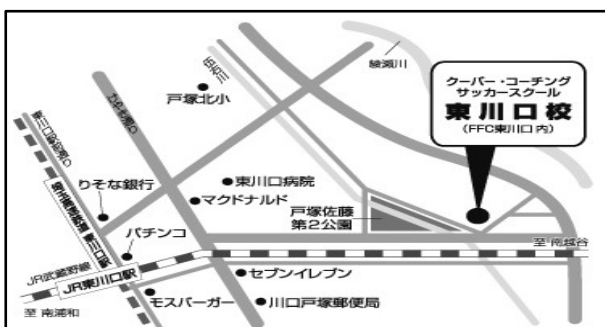 綾瀬川
伝右川
戸塚北小
クーパー・コーチング
サッカースクール
東川口校
(FFC東川口内)
東川口病院
りそな銀行
マクドナルド
戸塚佐藤
第2公園
パチンコ
至 南越谷
JR武蔵野線
JR東川口駅
セブンイレブン
モスバーガー
川口戸塚郵便局
至 南浦和